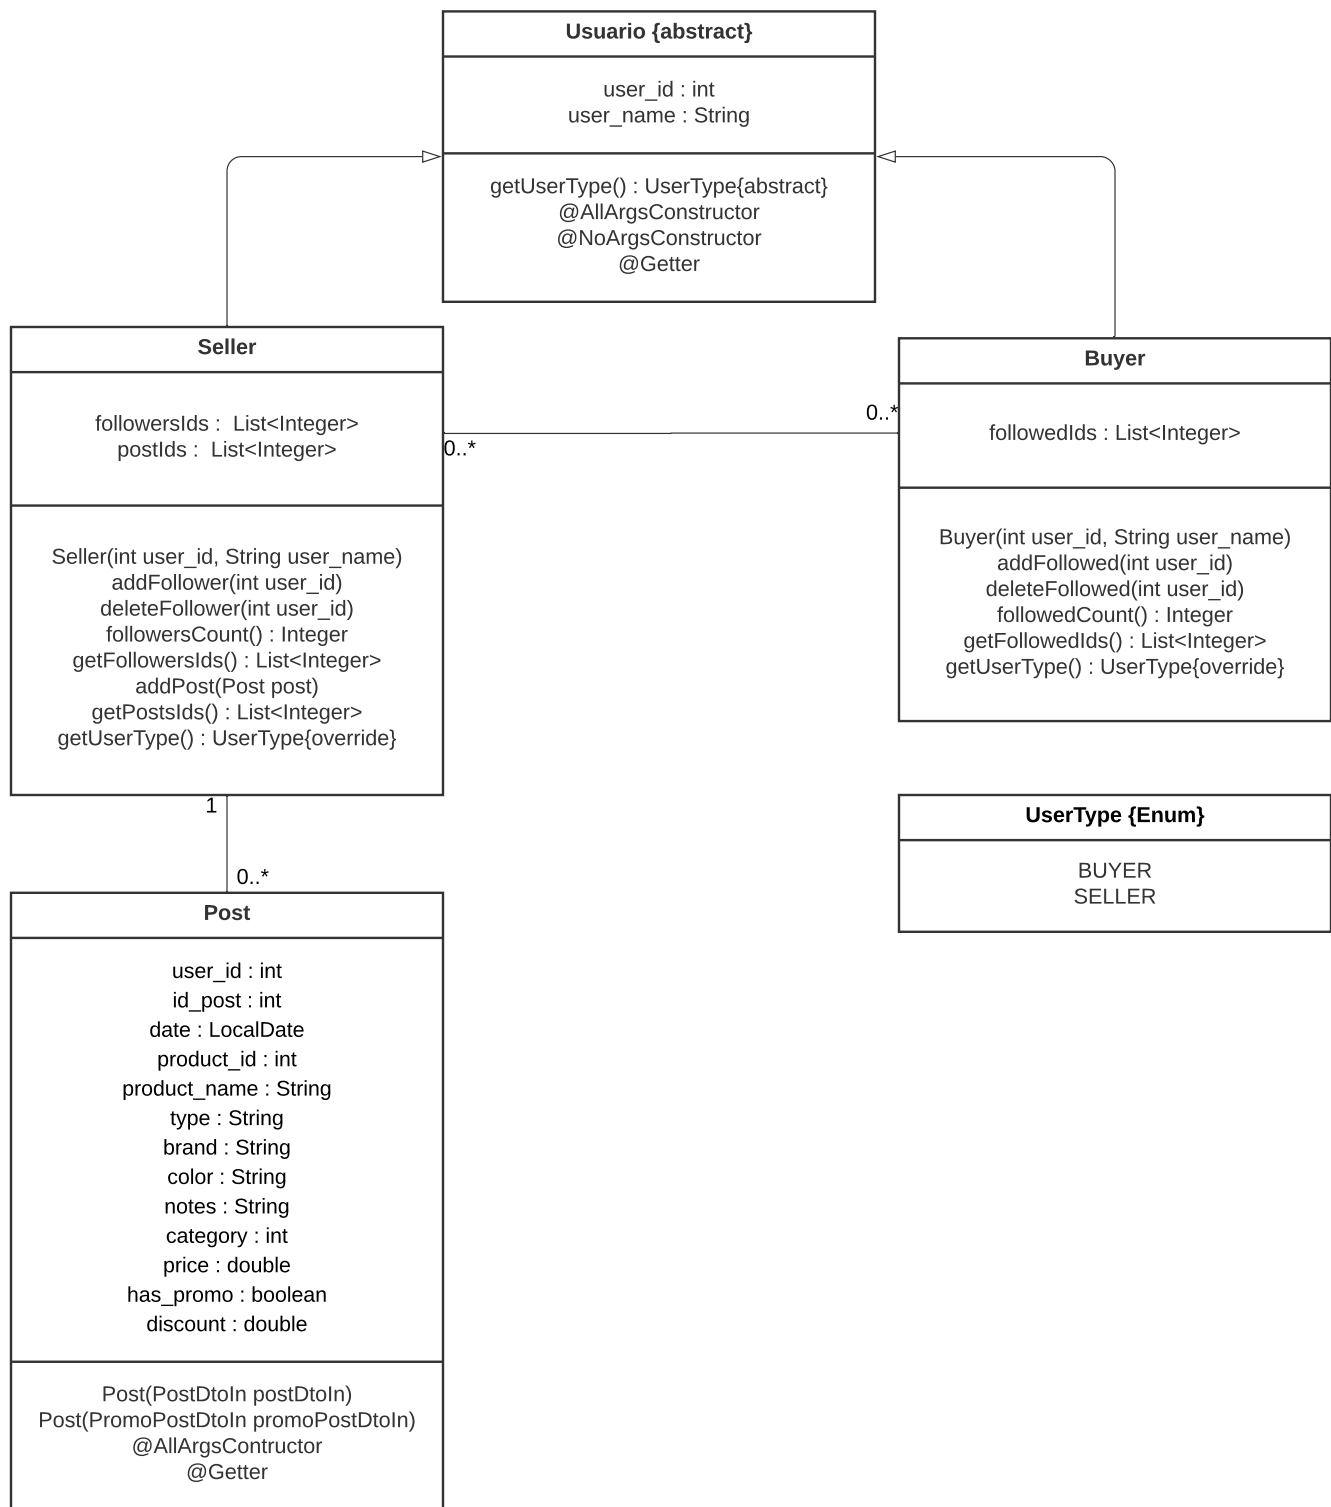 Usuario {abstract}
user_id : int
user_name : String
getUserType() : UserType{abstract}
@AllArgsConstructor
@NoArgsConstructor
@Getter
Seller
followersIds :  List<Integer>
postIds :  List<Integer>
Seller(int user_id, String user_name)
addFollower(int user_id)
deleteFollower(int user_id)
followersCount() : Integer
getFollowersIds() : List<Integer>
addPost(Post post)
getPostsIds() : List<Integer>
getUserType() : UserType{override}
0..*
0..*
Buyer
followedIds : List<Integer>
Buyer(int user_id, String user_name)
addFollowed(int user_id)
deleteFollowed(int user_id)
followedCount() : Integer
getFollowedIds() : List<Integer>
getUserType() : UserType{override}
1
0..*
UserType {Enum}
BUYER
SELLER
Post
user_id : int
id_post : int
date : LocalDate
product_id : int
product_name : String
type : String
brand : String
color : String
notes : String
category : int
price : double
has_promo : boolean
discount : double
Post(PostDtoIn postDtoIn)
Post(PromoPostDtoIn promoPostDtoIn)
@AllArgsContructor
@Getter